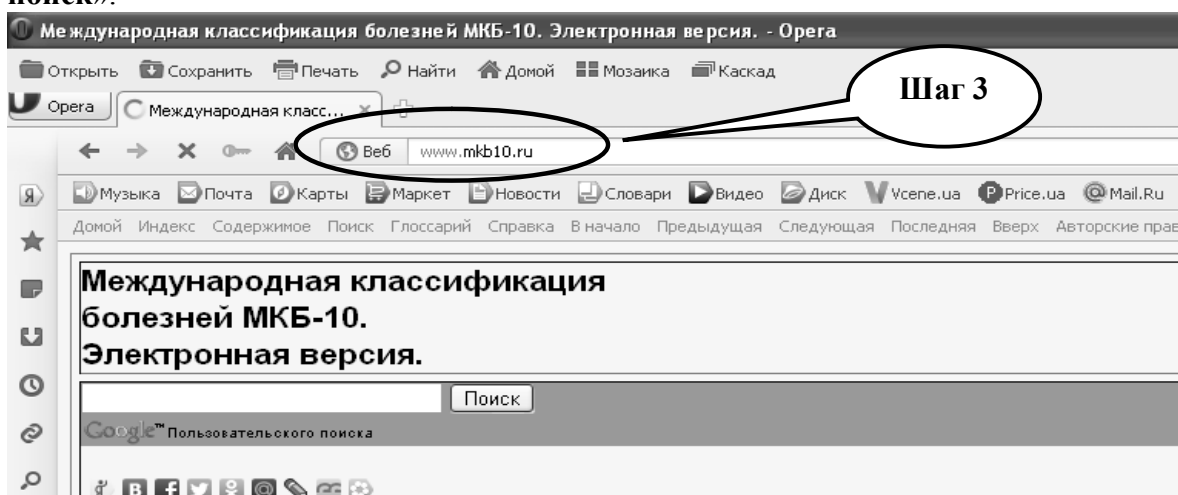 поиск».
Международная классификация болезней МКБ-10. Электронная версия. - Opera
Открыть Сохранить Печать Найти Домой Мозаика Каскад
Шаг 3
Opera Международная класс...
Веб www.mkb10.ru
Музыка Почта Карты Маркет Новости Словари Видео Диск Vcene.ua Price.ua Mail.Ru
Домой Индекс Содержимое Поиск Глоссарий Справка В начало Предыдущая Следующая Последняя Вверх Авторские прав
Международная классификация
болезней МКБ-10.
Электронная версия.
Поиск
Google™ Пользовательского поиска